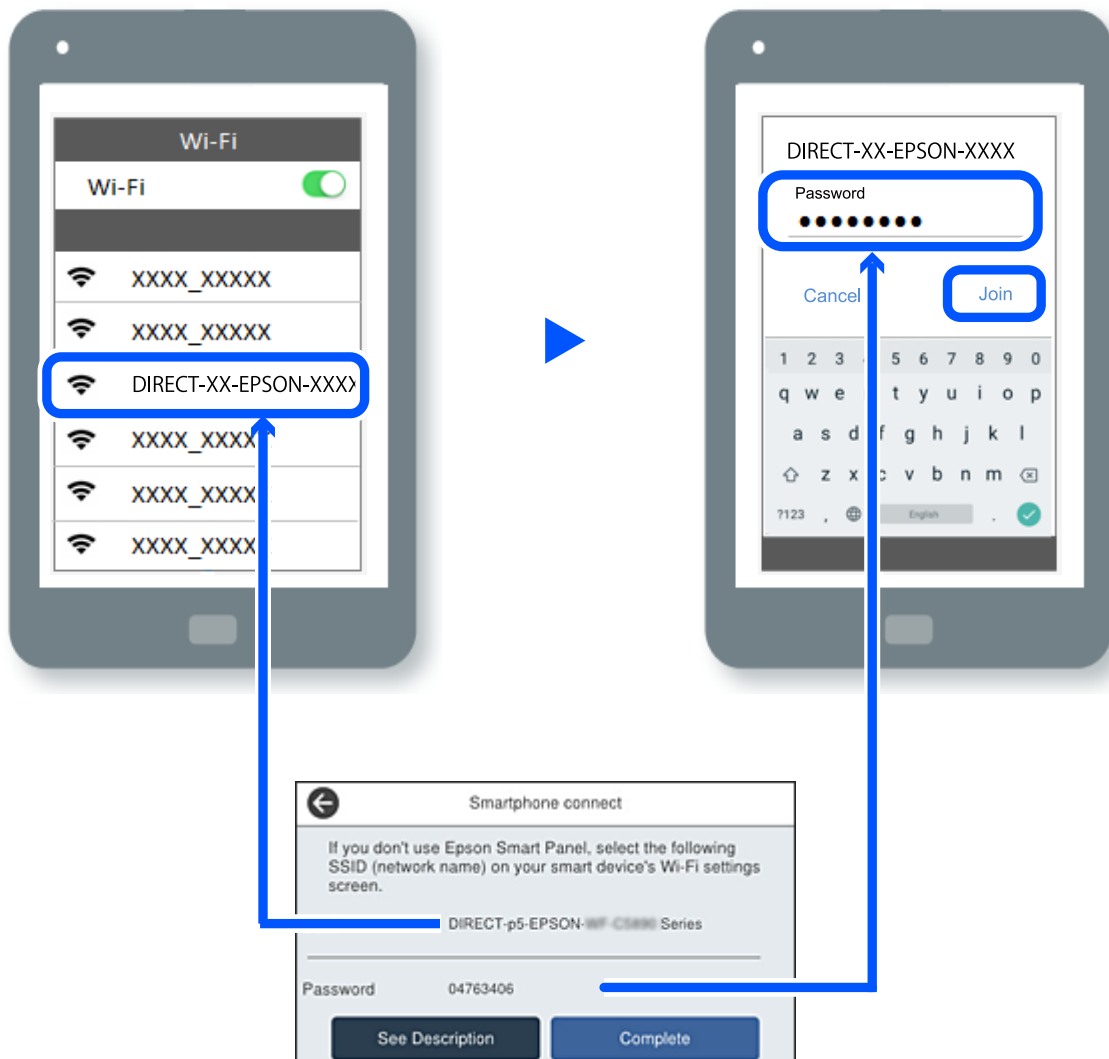 Wi-Fi
Wi-Fi
XXXX_XXXXX
XXXX_XXXXX
DIRECT-XX-EPSON-XXXX
XXXX_XXXX
XXXX_XXXX
XXXX_XXXX
DIRECT-XX-EPSON-XXXX
Password
Cancel
Join
1 2 3 5 6 7 8 9 0
q w e t y u i o p
a s d f g h j k l
z x c v b n m
?123 , English .
Smartphone connect
If you don't use Epson Smart Panel, select the following
SSID (network name) on your smart device's Wi-Fi settings
screen.
DIRECT-p5-EPSON- Series
Password 04763406
See Description Complete